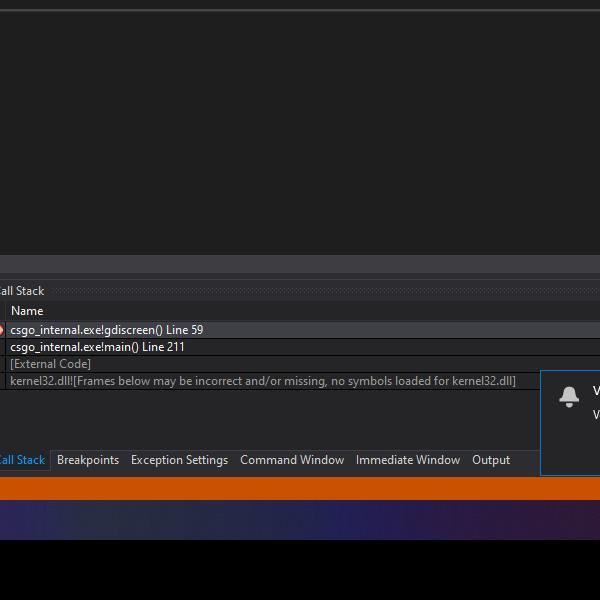 all Stack
Name
csgo_internal.exe!gdiscreen() Line 59
csgo_internal.exe!main() Line 211
[External Code]
kernel32.dll![Frames below may be incorrect and/or missing, no symbols loaded for kernel32.dll]
all Stack Breakpoints Exception Settings Command Window Immediate Window Output